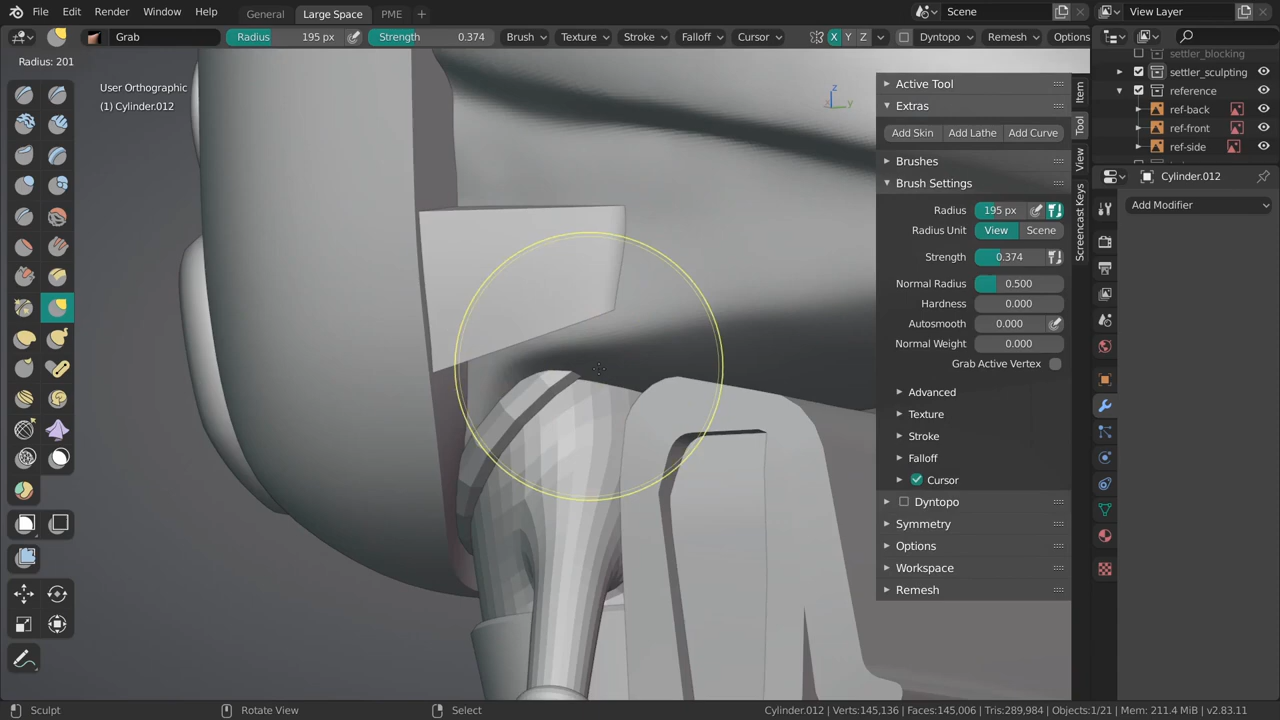 File Edit Render Window Help General Large Space PME + Scene View Layer
Grab Radius 195 px Strength 0.374 Brush Texture Stroke Falloff Cursor X Y Z Dyntopo Remesh Options
Radius: 201
settler_blocking
settler_sculpting
reference
ref-back
ref-front
ref-side
User Orthographic
(1) Cylinder.012
z
y
Active Tool
Extras
Add Skin Add Lathe Add Curve
Brushes
Brush Settings
Radius 195 px
Radius Unit View Scene
Strength 0.374
Normal Radius 0.500
Hardness 0.000
Autosmooth 0.000
Normal Weight 0.000
Grab Active Vertex
Advanced
Texture
Stroke
Falloff
Cursor
Dyntopo
Symmetry
Options
Workspace
Remesh
Item
Tool
View
Screencast Keys
Cylinder.012
Add Modifier
Sculpt Rotate View Select Cylinder.012 | Verts:145,136 | Faces:145,006 | Tris:289,984 | Objects:1/21 | Mem: 211.4 MiB | v2.83.11